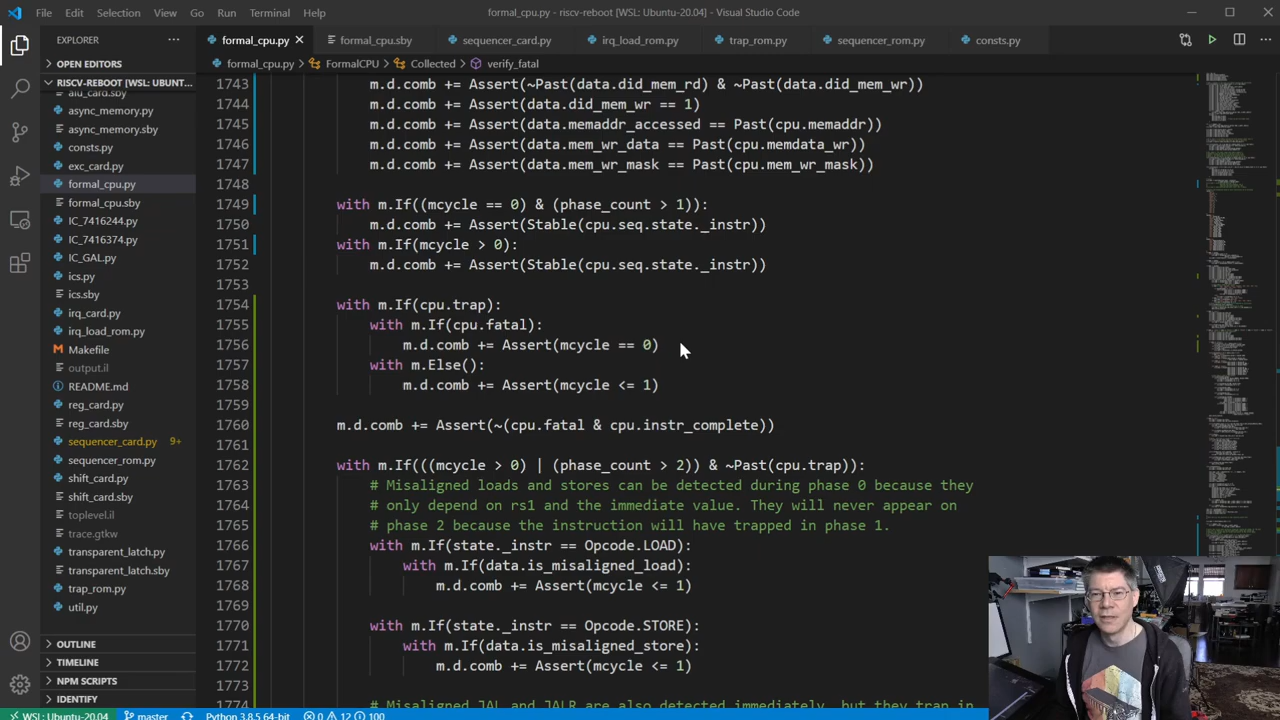 File Edit Selection View Go Run Terminal Help
formal_cpu.py - riscv-reboot [WSL: Ubuntu-20.04] - Visual Studio Code
EXPLORER
formal_cpu.py
formal_cpu.sby
sequencer_card.py
irq_load_rom.py
trap_rom.py
sequencer_rom.py
consts.py
formal_cpu.py > FormalCPU > Collected > verify_fatal
OPEN EDITORS
RISCV-REBOOT [WSL: UBUNT...
alu_card.sby
async_memory.py
async_memory.sby
consts.py
exc_card.py
formal_cpu.py
formal_cpu.sby
IC_7416244.py
IC_7416374.py
IC_GAL.py
ics.py
ics.sby
irq_card.py
irq_load_rom.py
Makefile
output.il
README.md
reg_card.py
reg_card.sby
sequencer_card.py 9+
sequencer_rom.py
shift_card.py
shift_card.sby
toplevel.il
trace.gtkw
transparent_latch.py
transparent_latch.sby
trap_rom.py
util.py
OUTLINE
TIMELINE
NPM SCRIPTS
IDENTIFY
1743 m.d.comb += Assert(~Past(data.did_mem_rd) & ~Past(data.did_mem_wr))
1744 m.d.comb += Assert(data.did_mem_wr == 1)
1745 m.d.comb += Assert(data.memaddr_accessed == Past(cpu.memaddr))
1746 m.d.comb += Assert(data.mem_wr_data == Past(cpu.memdata_wr))
1747 m.d.comb += Assert(data.mem_wr_mask == Past(cpu.mem_wr_mask))
1748
1749 with m.If((mcycle == 0) & (phase_count > 1)):
1750 m.d.comb += Assert(Stable(cpu.seq.state._instr))
1751 with m.If(mcycle > 0):
1752 m.d.comb += Assert(Stable(cpu.seq.state._instr))
1753
1754 with m.If(cpu.trap):
1755 with m.If(cpu.fatal):
1756 m.d.comb += Assert(mcycle == 0)
1757 with m.Else():
1758 m.d.comb += Assert(mcycle <= 1)
1759
1760 m.d.comb += Assert(~(cpu.fatal & cpu.instr_complete))
1761
1762 with m.If(((mcycle > 0) | (phase_count > 2)) & ~Past(cpu.trap)):
1763 # Misaligned loads and stores can be detected during phase 0 because they
1764 # only depend on rs1 and the immediate value. They will never appear on
1765 # phase 2 because the instruction will have trapped in phase 1.
1766 with m.If(state._instr == Opcode.LOAD):
1767 with m.If(data.is_misaligned_load):
1768 m.d.comb += Assert(mcycle <= 1)
1769
1770 with m.If(state._instr == Opcode.STORE):
1771 with m.If(data.is_misaligned_store):
1772 m.d.comb += Assert(mcycle <= 1)
1773
1774 # Misaligned JAL and JALR are also detected immediately, but they trap in
WSL: Ubuntu-20.04 master Python 3.8.5 64-bit 0 12 100